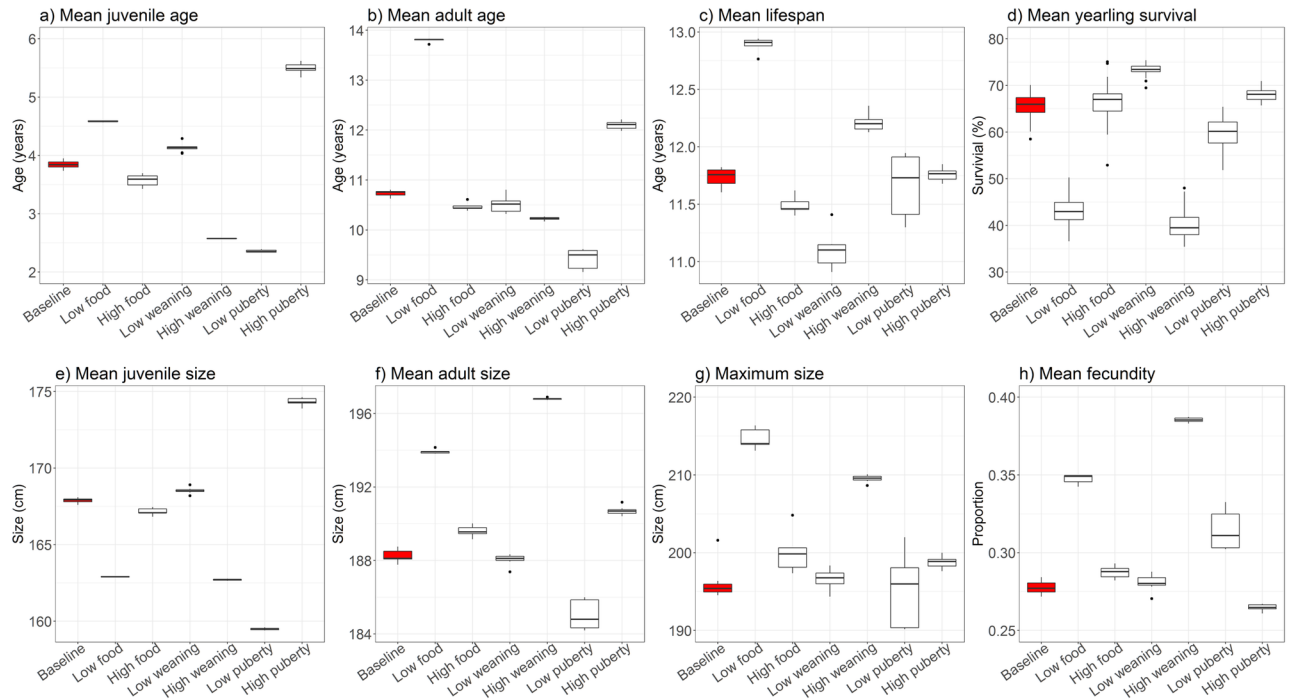 a) Mean juvenile age
b) Mean adult age
c) Mean lifespan
d) Mean yearling survival
6
5
4
3
2
Age (years)
Baseline
Low food
High food
Low weaning
High weaning
Low puberty
High puberty
14
13
12
11
10
9
Age (years)
Baseline
Low food
High food
Low weaning
High weaning
Low puberty
High puberty
13.0
12.5
12.0
11.5
11.0
Age (years)
Baseline
Low food
High food
Low weaning
High weaning
Low puberty
High puberty
80
70
60
50
40
30
Survivial (%)
Baseline
Low food
High food
Low weaning
High weaning
Low puberty
High puberty
e) Mean juvenile size
f) Mean adult size
g) Maximum size
h) Mean fecundity
175
170
165
160
Size (cm)
Baseline
Low food
High food
Low weaning
High weaning
Low puberty
High puberty
196
192
188
184
Size (cm)
Baseline
Low food
High food
Low weaning
High weaning
Low puberty
High puberty
220
210
200
190
Size (cm)
Baseline
Low food
High food
Low weaning
High weaning
Low puberty
High puberty
0.40
0.35
0.30
0.25
Proportion
Baseline
Low food
High food
Low weaning
High weaning
Low puberty
High puberty